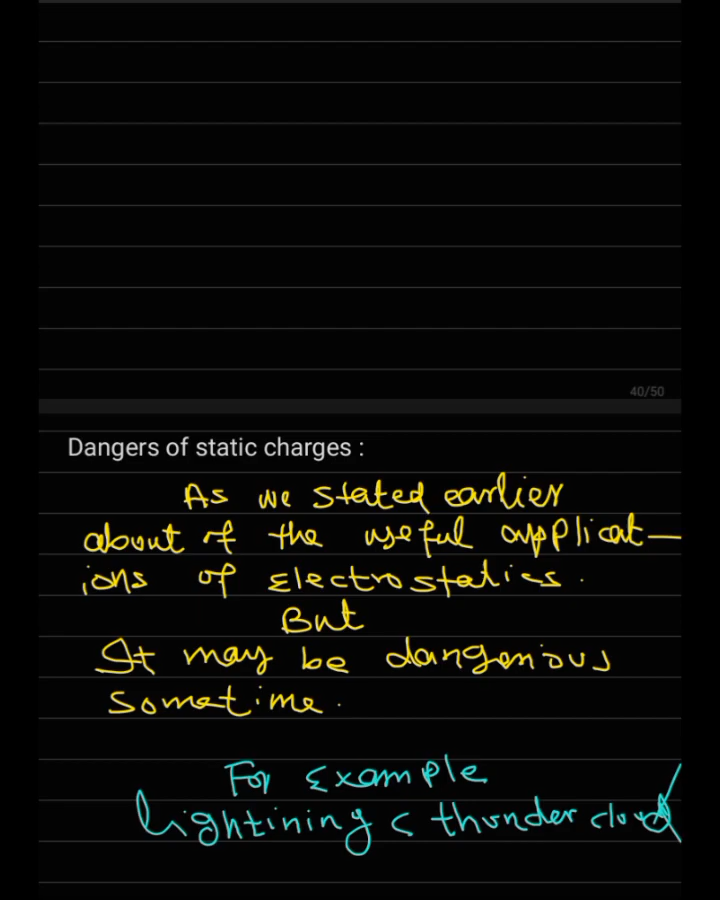 40/50
Dangers of static charges :
As we stated earlier
about of the useful applicat-
ions of Electrostatics.
But
It may be dangerious
sometime.
For Example
lightining < thunder cloud